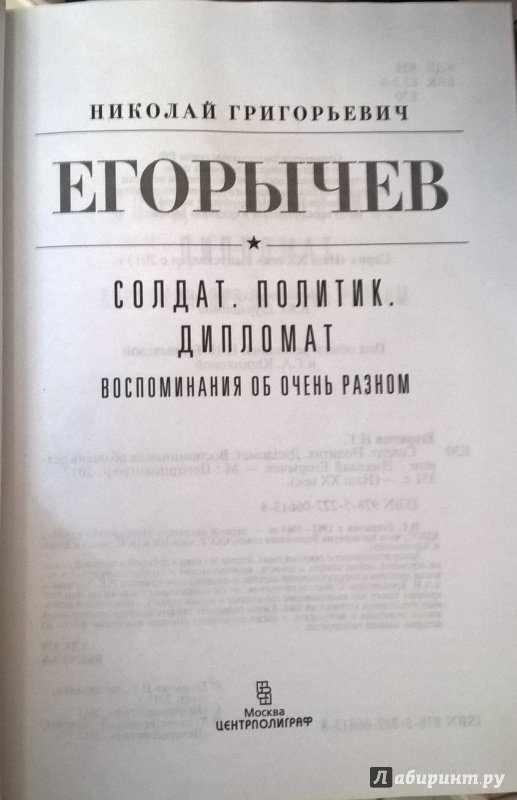 НИКОЛАЙ ГРИГОРЬЕВИЧ
ЕГОРЫЧЕВ
СОЛДАТ. ПОЛИТИК.
ДИПЛОМАТ
ВОСПОМИНАНИЯ ОБ ОЧЕНЬ РАЗНОМ
Москва
ЦЕНТРПОЛИГРАФ
Лабиринт.ру